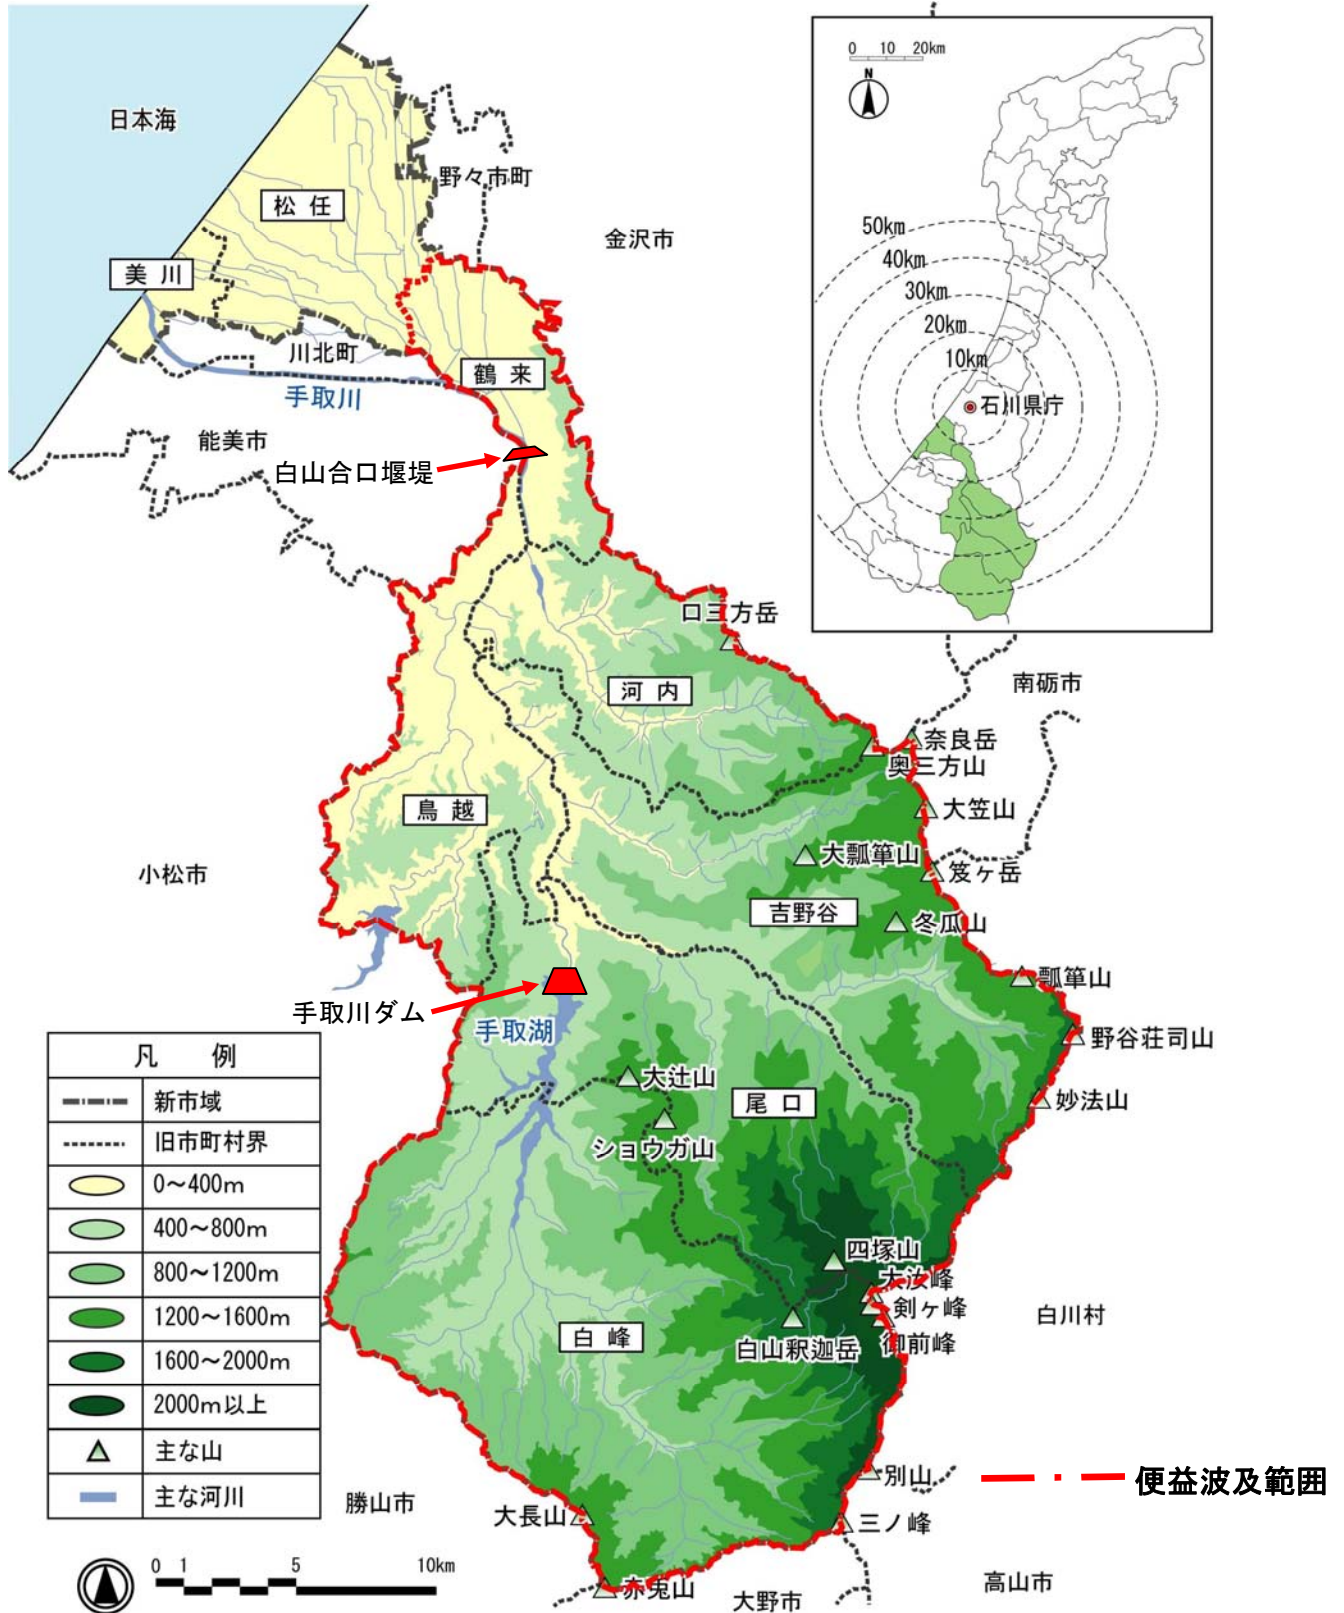 日本海
野々市町
松任
金沢市
美川
川北町
鶴来
手取川
能美市
白山合口堰堤
0 10 20km
N
50km
40km
30km
20km
10km
石川県庁
口三方岳
河内
南砺市
奈良岳
奥三方山
鳥越
大笠山
大瓢箪山
笈ヶ岳
小松市
吉野谷
冬瓜山
瓢箪山
手取川ダム
手取湖
野谷荘司山
大辻山
尾口
妙法山
ショウガ山
四塚山
大汝峰
剣ヶ峰
白川村
白峰
白山釈迦岳
御前峰
別山
便益波及範囲
勝山市
大長山
三ノ峰
赤兎山
大野市
高山市
凡 例
新市域
旧市町村界
0～400m
400～800m
800～1200m
1200～1600m
1600～2000m
2000m以上
主な山
主な河川
0 1 5 10km